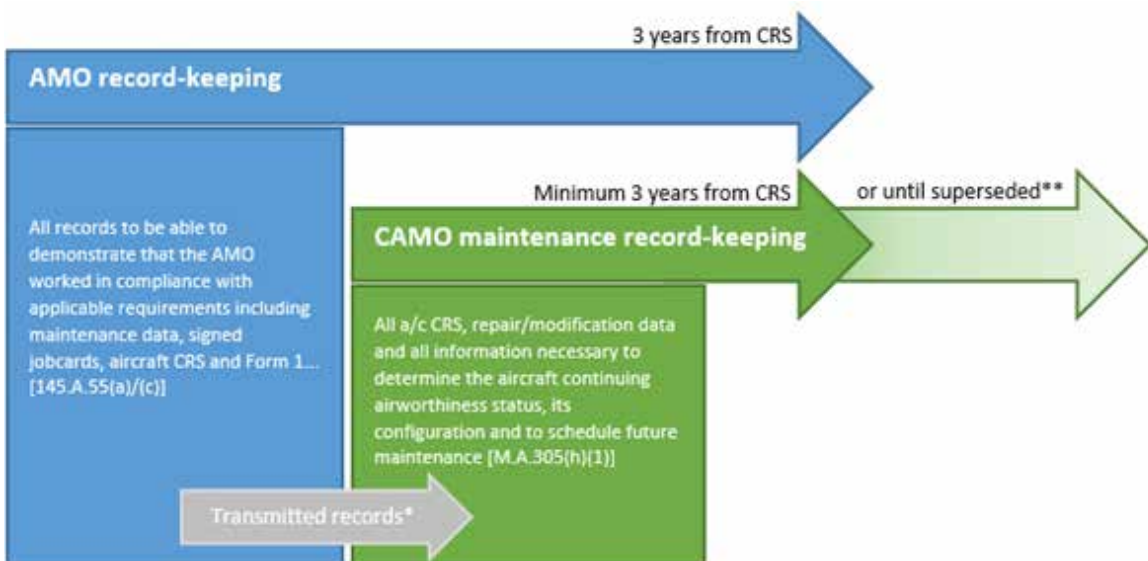 3 years from CRS
AMO record-keeping
Minimum 3 years from CRS
or until superseded**
CAMO maintenance record-keeping
All records to be able to
demonstrate that the AMO
worked in compliance with
applicable requirements including
maintenance data, signed
jobcards, aircraft CRS and Form 1...
[145.A.55(a)/(c)]
All a/c CRS, repair/modification data
and all information necessary to
determine the aircraft continuing
airworthiness status, its
configuration and to schedule future
maintenance [M.A.305(h)(1)]
Transmitted records*